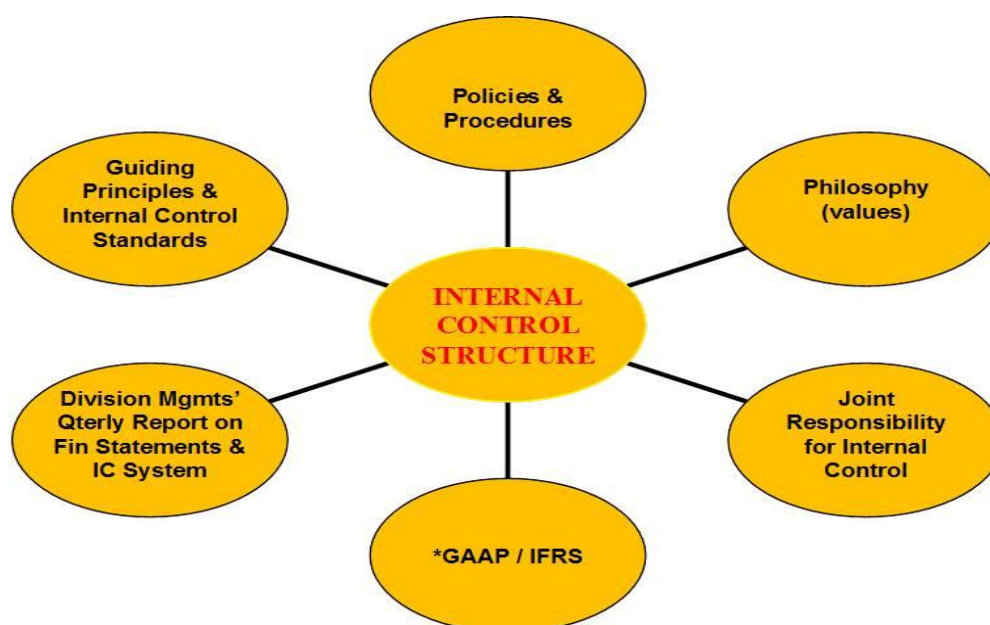 Policies &
Procedures
Guiding
Principles &
Internal Control
Standards
Philosophy
(values)
INTERNAL
CONTROL
STRUCTURE
Division Mgmts'
Qterly Report on
Fin Statements &
IC System
Joint
Responsibility
for Internal
Control
*GAAP / IFRS